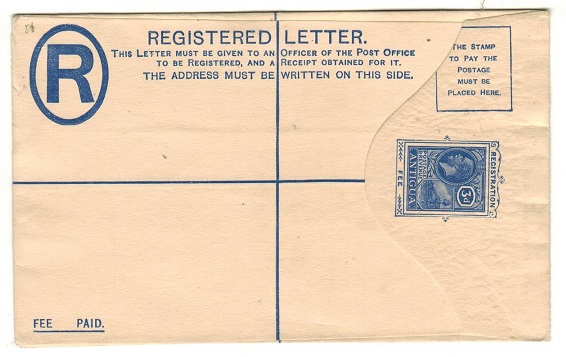 R
REGISTERED LETTER.
THIS LETTER MUST BE GIVEN TO AN OFFICER OF THE POST OFFICE
TO BE REGISTERED, AND A RECEIPT OBTAINED FOR IT.
THE ADDRESS MUST BE WRITTEN ON THIS SIDE.
THE STAMP
TO PAY THE
POSTAGE
MUST BE
PLACED HERE.
REGISTRATION
ANTIGUA
3d
FEE
FEE PAID.